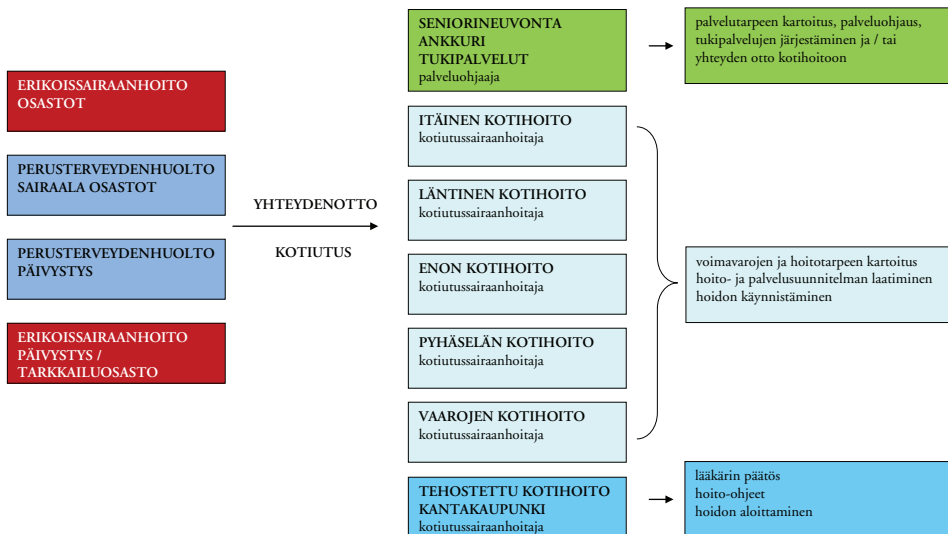 ERIKOISSAIRAANHOITO
OSASTOT
PERUSTERVEYDENHUOLTO
SAIRAALA OSASTOT
PERUSTERVEYDENHUOLTO
PÄIVYSTYS
ERIKOISSAIRAANHOITO
PÄIVYSTYS /
TARKKAILUOSASTO
YHTEYDENOTTO
KOTIUTUS
SENIORINEUVONTA
ANKKURI
TUKIPALVELUT
palveluohjaaja
ITÄINEN KOTIHOITO
kotiutussairaanhoitaja
LÄNTINEN KOTIHOITO
kotiutussairaanhoitaja
ENON KOTIHOITO
kotiutussairaanhoitaja
PYHÄSELÄN KOTIHOITO
kotiutussairaanhoitaja
VAAROJEN KOTIHOITO
kotiutussairaanhoitaja
TEHOSTETTU KOTIHOITO
KANTAKAUPUNKI
kotiutussairaanhoitaja
palvelutarpeen kartoitus, palveluohjaus,
tukipalvelujen järjestäminen ja / tai
yhteyden otto kotihoitoon
voimavarojen ja hoitotarpeen kartoitus
hoito- ja palvelusuunnitelman laatiminen
hoidon käynnistäminen
lääkärin päätös
hoito-ohjeet
hoidon aloittaminen